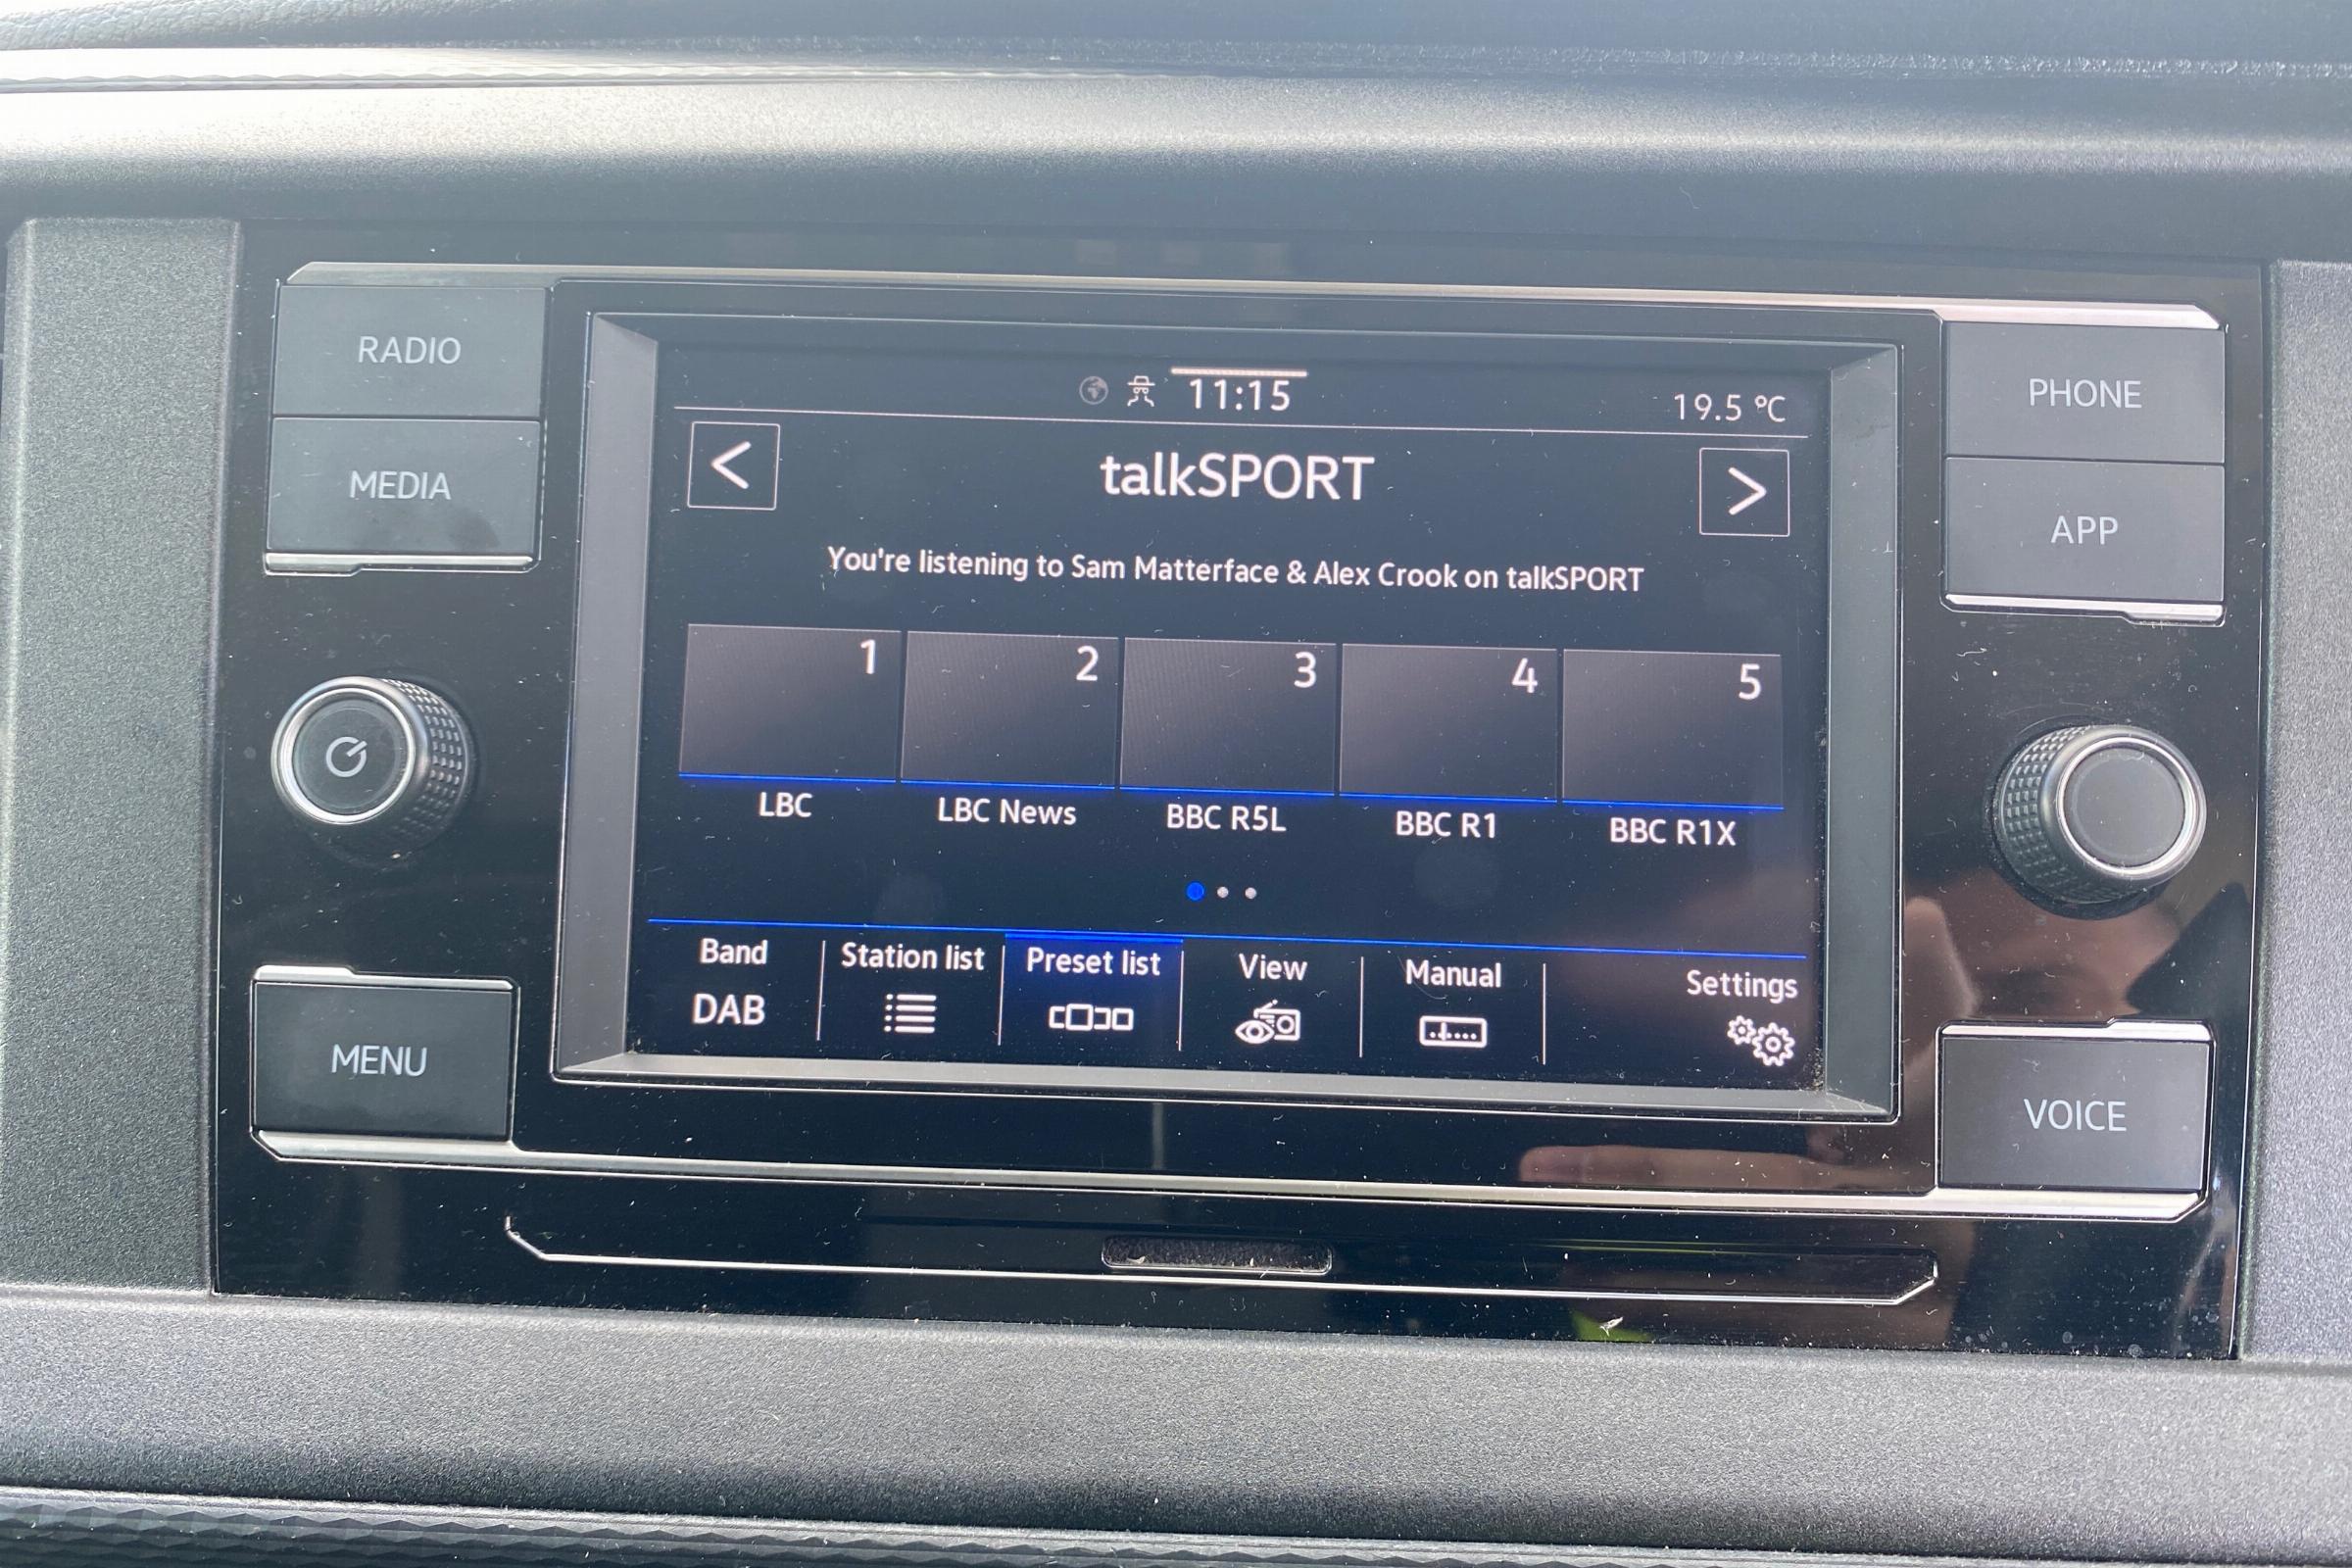 RADIO
MEDIA
MENU
11:15
19.5 °C
< talkSPORT >
You're listening to Sam Matterface & Alex Crook on talkSPORT
1 2 3 4 5
LBC LBC News BBC R5L BBC R1 BBC R1X
Band Station list Preset list View Manual Settings
DAB
PHONE
APP
VOICE